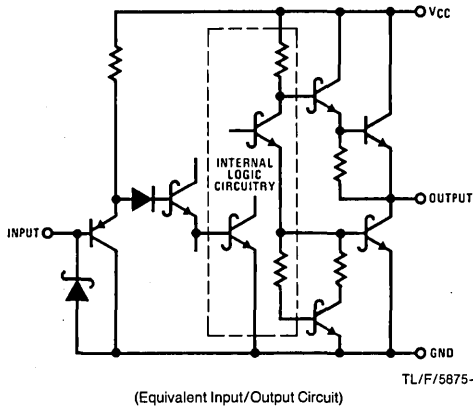 VCC
INTERNAL
LOGIC
CIRCUITRY
OUTPUT
INPUT
GND
TL/F/5875-
(Equivalent Input/Output Circuit)